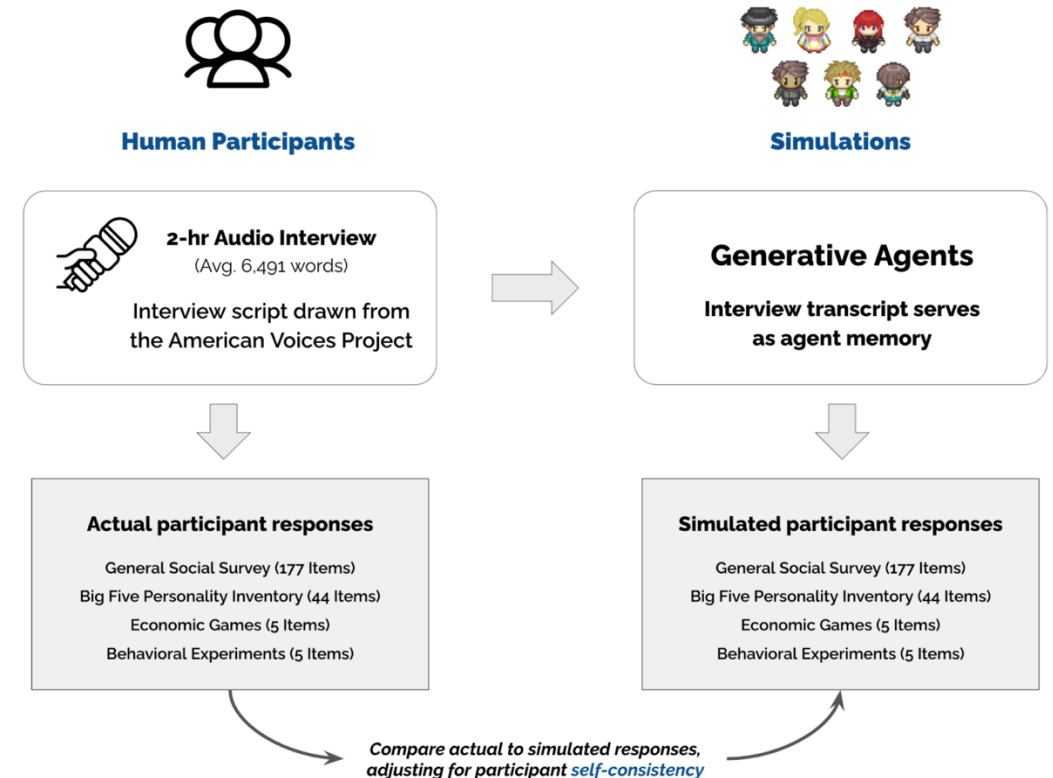 Human Participants
Simulations
2-hr Audio Interview
(Avg. 6,491 words)
Interview script drawn from
the American Voices Project
Generative Agents
Interview transcript serves
as agent memory
Actual participant responses
General Social Survey (177 Items)
Big Five Personality Inventory (44 Items)
Economic Games (5 Items)
Behavioral Experiments (5 Items)
Simulated participant responses
General Social Survey (177 Items)
Big Five Personality Inventory (44 Items)
Economic Games (5 Items)
Behavioral Experiments (5 Items)
Compare actual to simulated responses,
adjusting for participant self-consistency